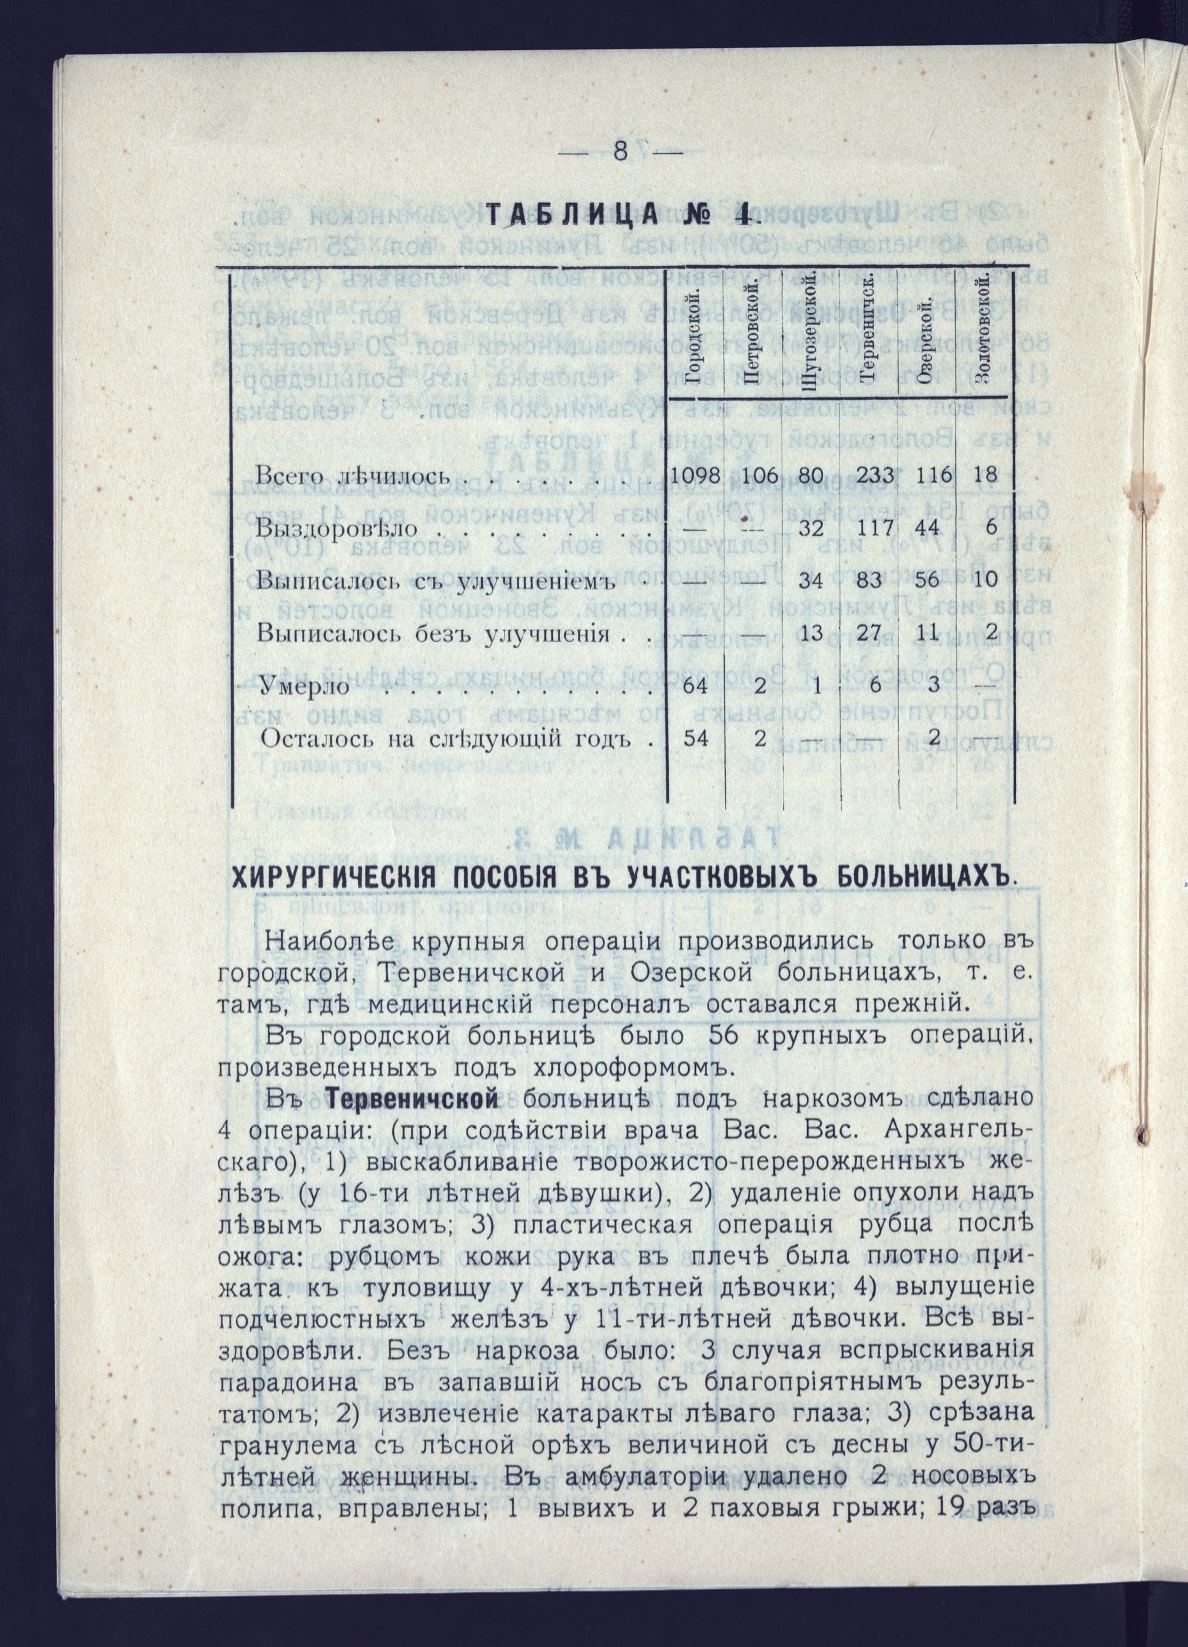 — 8 —
ТАБЛИЦА № 4.
Городской. Петровской. Шугозерской Тервеничск. Озерской. Золотовской.
Всего лѣчилось . . . . . . . . 1098 106 80 233 116 18
Выздоровѣло . . . . . . . . . — — 32 117 44 6
Выписалось съ улучшеніемъ . — — 34 83 56 10
Выписалось безъ улучшенія . . — — 13 27 11 2
Умерло . . . . . . . . . . . 64 2 1 6 3 —
Осталось на слѣдующій годъ . 54 2 — — 2 —
ХИРУРГИЧЕСКІЯ ПОСОБІЯ ВЪ УЧАСТКОВЫХЪ БОЛЬНИЦАХЪ.
Наиболѣе крупныя операціи производились только въ
городской, Тервеничской и Озерской больницахъ, т. е.
тамъ, гдѣ медицинскій персоналъ оставался прежній.
Въ городской больницѣ было 56 крупныхъ операцій,
произведенныхъ подъ хлороформомъ.
Въ Тервеничской больницѣ подъ наркозомъ сдѣлано
4 операціи: (при содѣйствіи врача Вас. Вас. Архангель-
скаго), 1) выскабливаніе творожисто-перерожденныхъ же-
лѣзъ (у 16-ти лѣтней дѣвушки), 2) удаленіе опухоли надъ
лѣвымъ глазомъ; 3) пластическая операція рубца послѣ
ожога: рубцомъ кожи рука въ плечѣ была плотно при-
жата къ туловищу у 4-хъ-лѣтней дѣвочки; 4) вылущеніе
подчелюстныхъ желѣзъ у 11-ти-лѣтней дѣвочки. Всѣ вы-
здоровѣли. Безъ наркоза было: 3 случая вспрыскиванія
парадоина въ запавшій носъ съ благопріятнымъ резуль-
татомъ; 2) извлеченіе катаракты лѣваго глаза; 3) срѣзана
гранулема съ лѣсной орѣхъ величиной съ десны у 50-ти-
лѣтней женщины. Въ амбулаторіи удалено 2 носовыхъ
полипа, вправлены; 1 вывихъ и 2 паховыя грыжи; 19 разъ